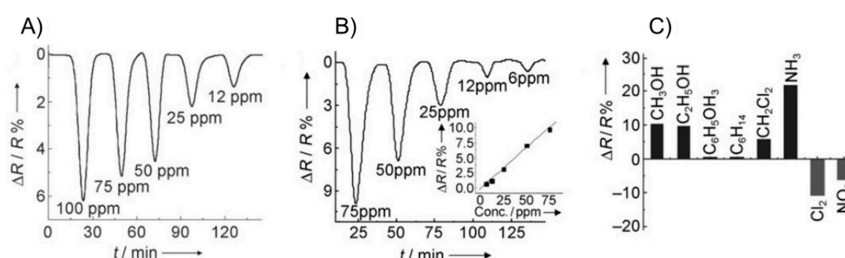 A)
0
2
4
6
ΔR / R%
100 ppm
75 ppm
50 ppm
25 ppm
12 ppm
0
30
60
90
120
t / min
B)
0
3
6
9
ΔR / R%
75ppm
50ppm
25ppm
12ppm
6ppm
ΔR / R%
10.0
7.5
5.0
2.5
0.0
0
25
50
75
Conc. / ppm
25
50
75
100
125
t / min
C)
30
20
10
0
−10
−20
ΔR / R%
CH3OH
C2H5OH
C6H5OH3
C6H14
CH2Cl2
NH3
Cl2